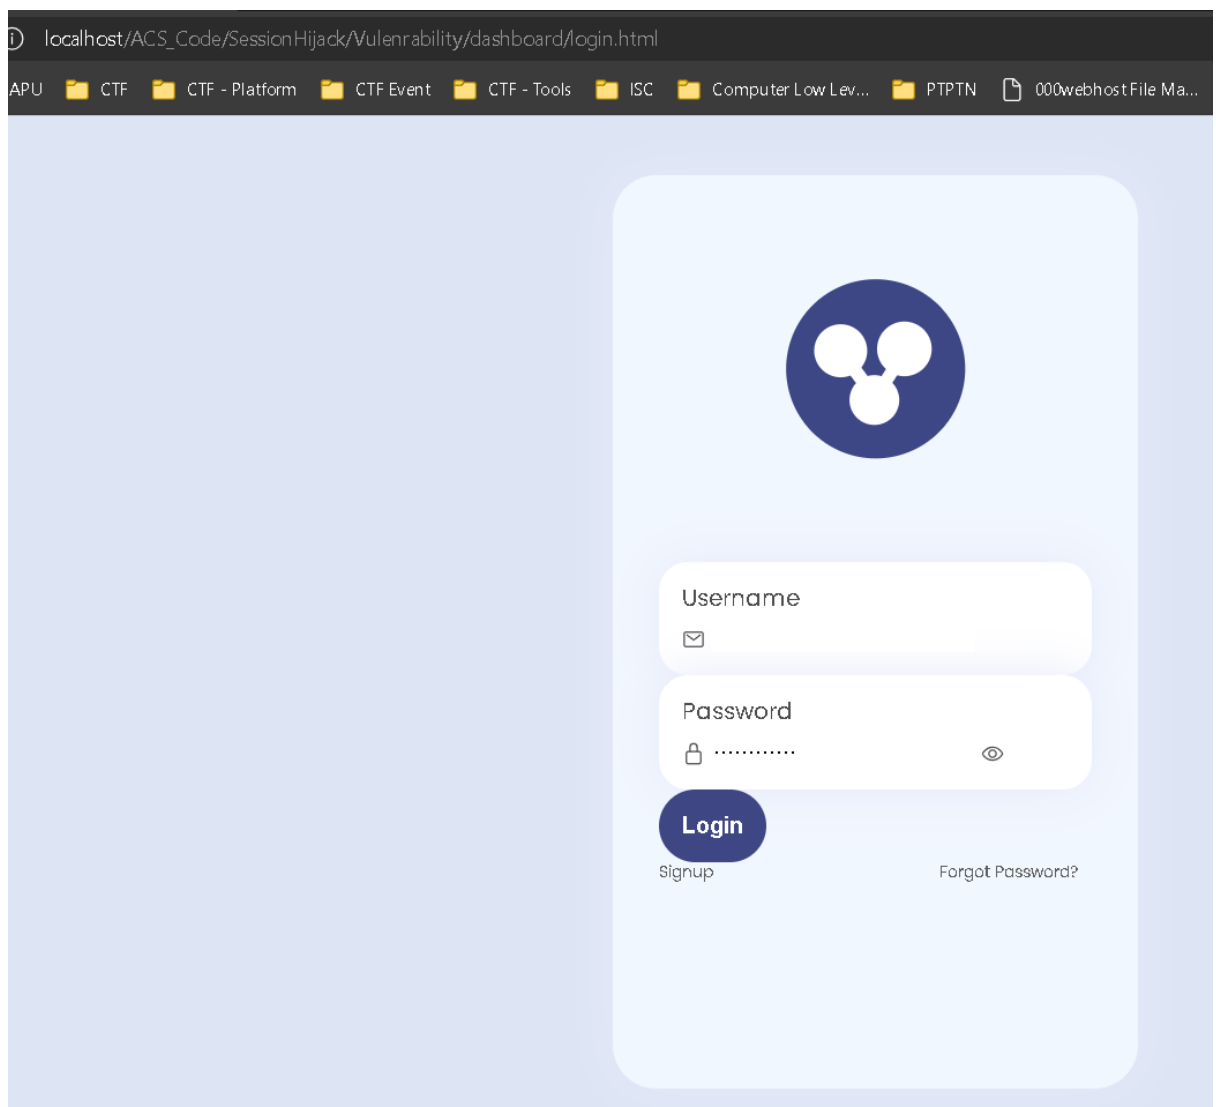 localhost/ACS_Code/SessionHijack/Vulenrability/dashboard/login.html
APU CTF CTF - Platform CTF Event CTF - Tools ISC Computer Low Lev... PTPTN 000webhost File Ma...
Username
Password
Login
Signup Forgot Password?